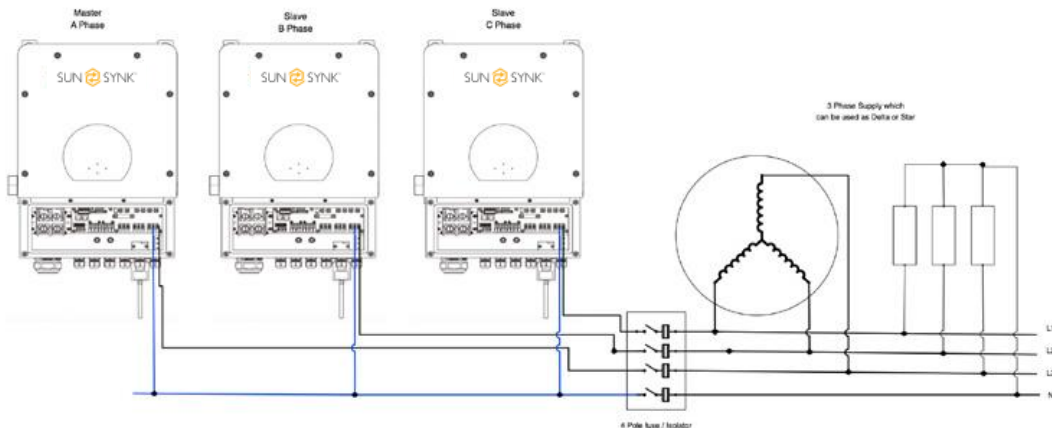 Master
A Phase
Slave
B Phase
Slave
C Phase
SUN SYNK
SUN SYNK
SUN SYNK
3 Phase Supply which
can be used as Delta or Star
N
4 Pole fuse / Isolator